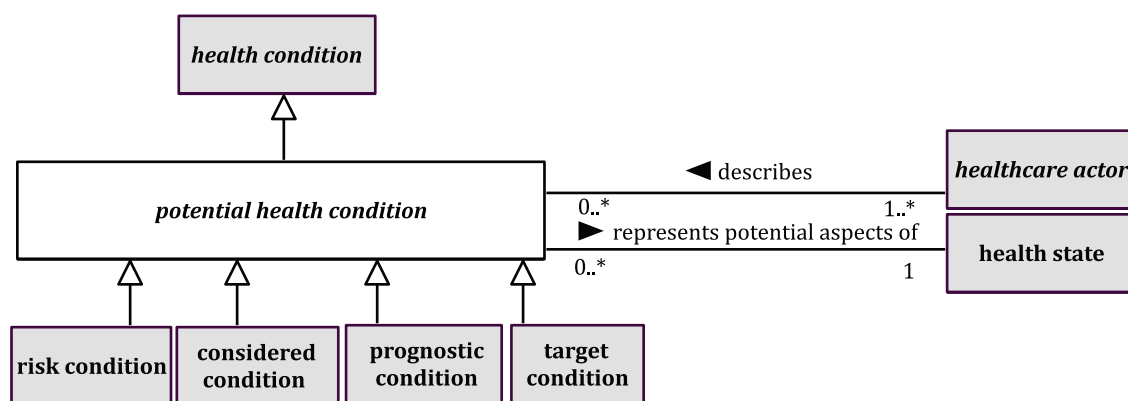 health condition
◄ describes
healthcare actor
potential health condition
0..*
1..*
► represents potential aspects of
health state
0..*
1
risk condition
considered
condition
prognostic
condition
target
condition